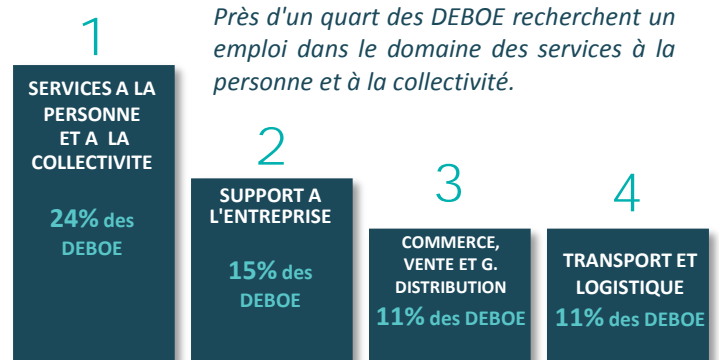 Près d'un quart des DEBOE recherchent un
emploi dans le domaine des services à la
personne et à la collectivité.
1
SERVICES A LA
PERSONNE
ET A LA
COLLECTIVITE
24% des
DEBOE
2
SUPPORT A
L'ENTREPRISE
15% des
DEBOE
3
COMMERCE,
VENTE ET G.
DISTRIBUTION
11% des DEBOE
4
TRANSPORT ET
LOGISTIQUE
11% des DEBOE